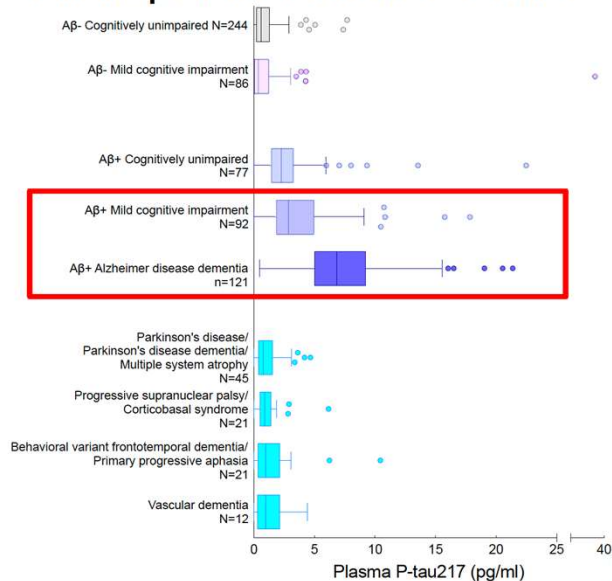 Aβ- Cognitively unimpaired N=244
Aβ- Mild cognitive impairment
N=86
Aβ+ Cognitively unimpaired
N=77
Aβ+ Mild cognitive impairment
N=92
Aβ+ Alzheimer disease dementia
n=121
Parkinson's disease/
Parkinson's disease dementia/
Multiple system atrophy
N=45
Progressive supranuclear palsy/
Corticobasal syndrome
N=21
Behavioral variant frontotemporal dementia/
Primary progressive aphasia
N=21
Vascular dementia
N=12
0 5 10 15 20 25 40
Plasma P-tau217 (pg/ml)